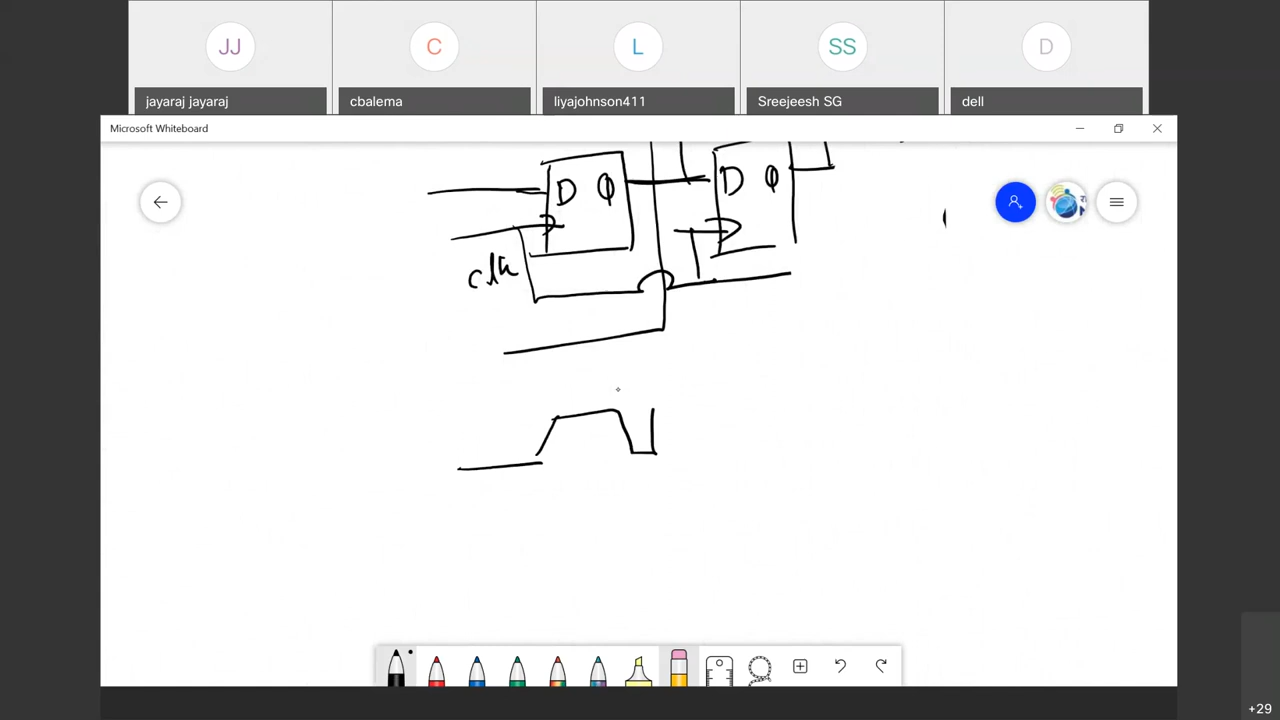 JJ C L SS D
jayaraj jayaraj cbalema liyajohnson411 Sreejeesh SG dell
Microsoft Whiteboard
D Q D Q
clk
+29